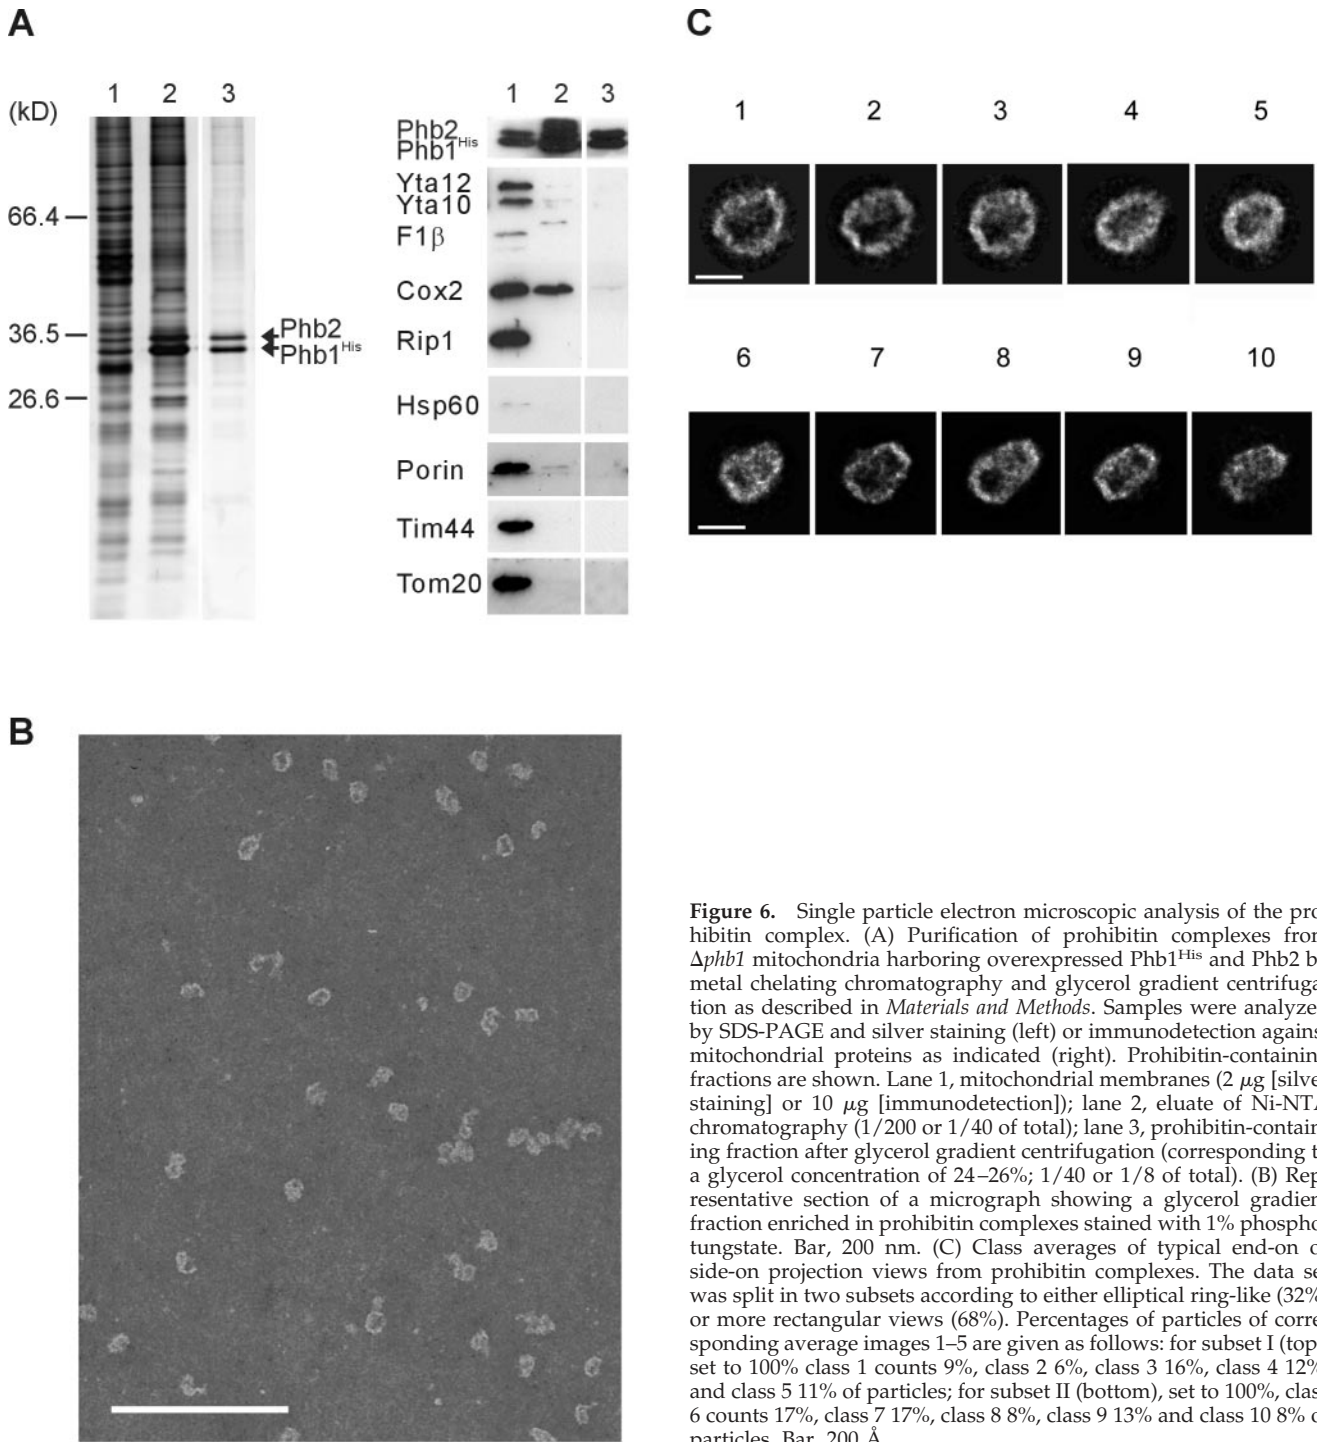 A
C
1 2 3
(kD)
66.4
36.5
26.6
Phb2
Phb1His
1 2 3
Phb2
Phb1His
Yta12
Yta10
F1β
Cox2
Rip1
Hsp60
Porin
Tim44
Tom20
1 2 3 4 5
6 7 8 9 10
B
Figure 6. Single particle electron microscopic analysis of the pro
hibitin complex. (A) Purification of prohibitin complexes from
Δphb1 mitochondria harboring overexpressed Phb1His and Phb2 b
metal chelating chromatography and glycerol gradient centrifuga
tion as described in Materials and Methods. Samples were analyze
by SDS-PAGE and silver staining (left) or immunodetection agains
mitochondrial proteins as indicated (right). Prohibitin-containin
fractions are shown. Lane 1, mitochondrial membranes (2 μg [silve
staining] or 10 μg [immunodetection]); lane 2, eluate of Ni-NTA
chromatography (1/200 or 1/40 of total); lane 3, prohibitin-contain
ing fraction after glycerol gradient centrifugation (corresponding t
a glycerol concentration of 24–26%; 1/40 or 1/8 of total). (B) Rep
resentative section of a micrograph showing a glycerol gradien
fraction enriched in prohibitin complexes stained with 1% phospho
tungstate. Bar, 200 nm. (C) Class averages of typical end-on o
side-on projection views from prohibitin complexes. The data se
was split in two subsets according to either elliptical ring-like (32%
or more rectangular views (68%). Percentages of particles of corre
sponding average images 1–5 are given as follows: for subset I (top
set to 100% class 1 counts 9%, class 2 6%, class 3 16%, class 4 12%
and class 5 11% of particles; for subset II (bottom), set to 100%, clas
6 counts 17%, class 7 17%, class 8 8%, class 9 13% and class 10 8% o
particles. Bar, 200 Å